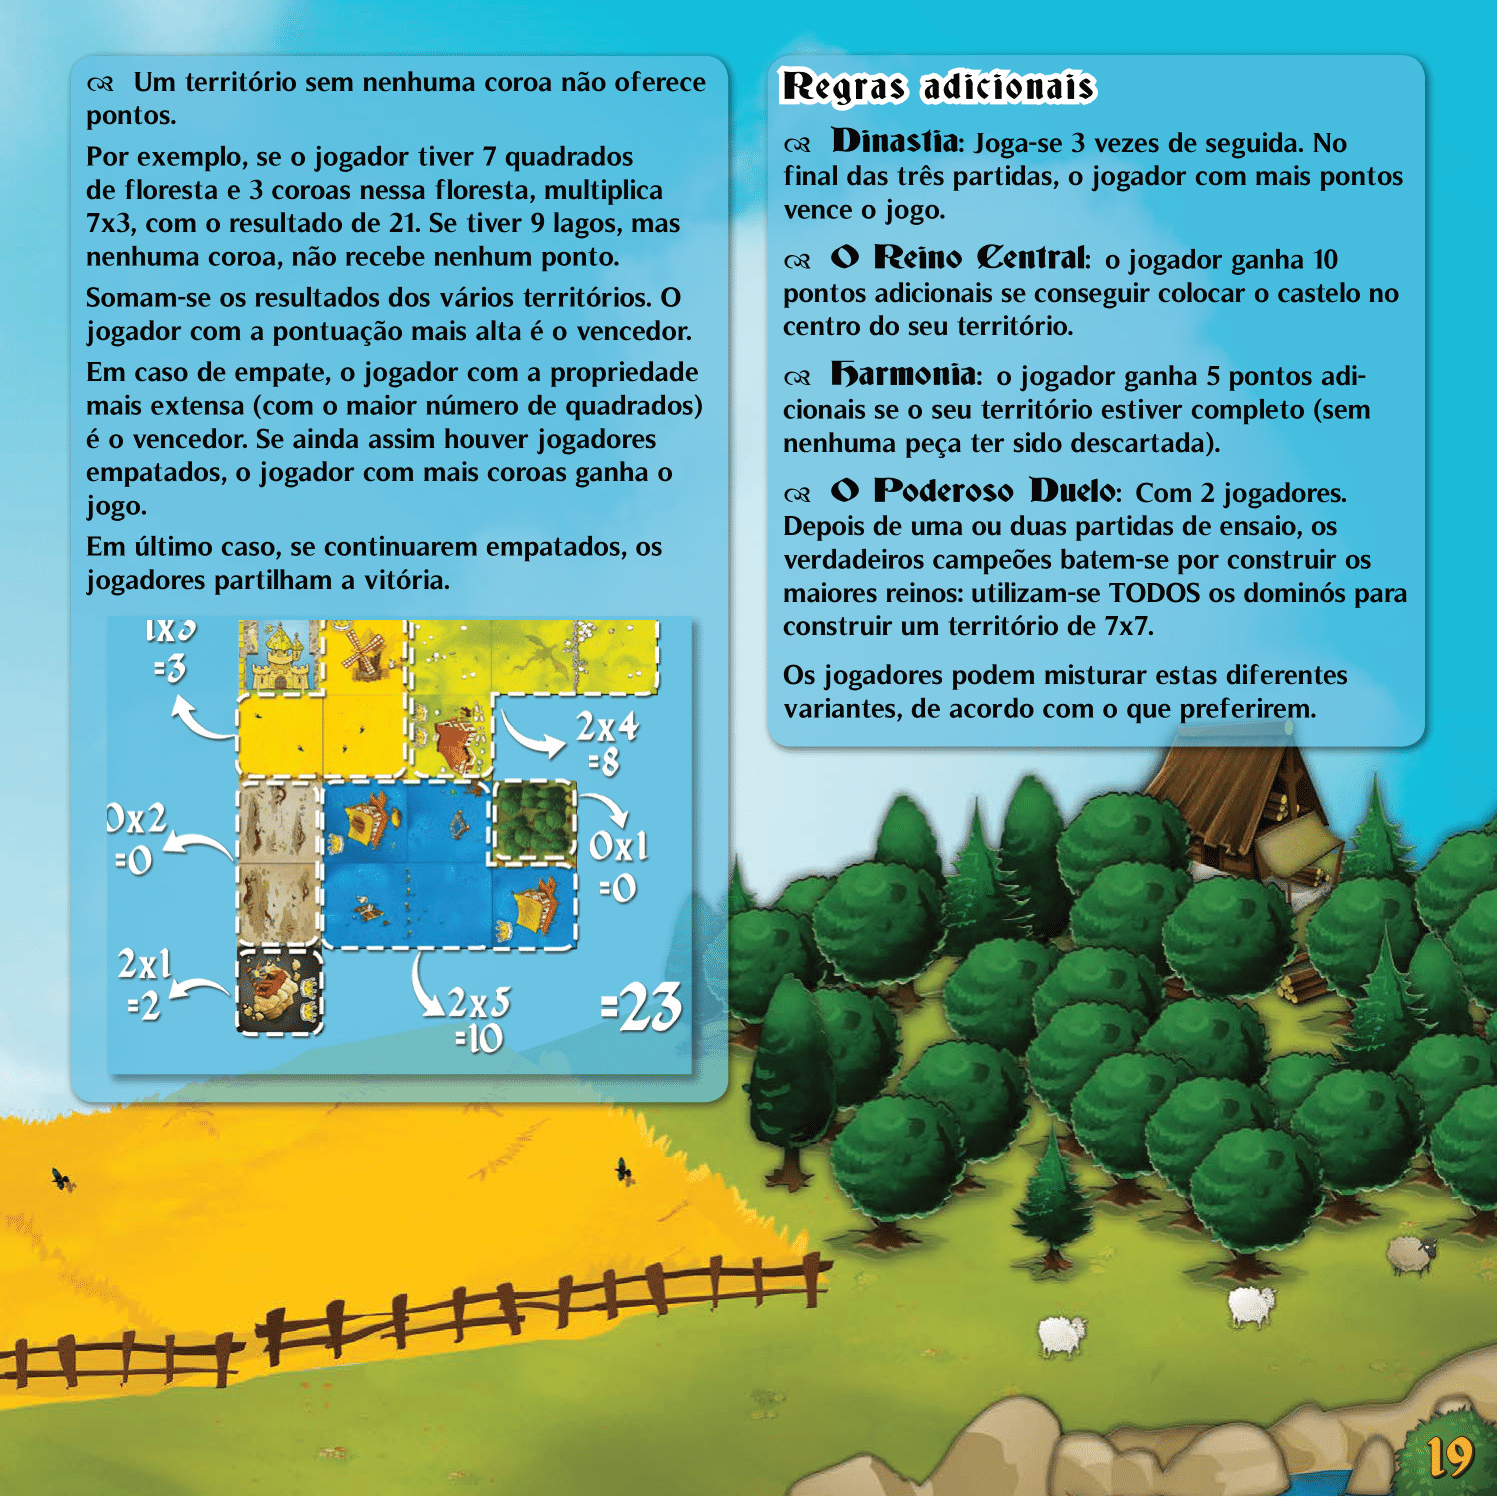 Um território sem nenhuma coroa não oferece
pontos.
Por exemplo, se o jogador tiver 7 quadrados
de floresta e 3 coroas nessa floresta, multiplica
7x3, com o resultado de 21. Se tiver 9 lagos, mas
nenhuma coroa, não recebe nenhum ponto.
Somam-se os resultados dos vários territórios. O
jogador com a pontuação mais alta é o vencedor.
Em caso de empate, o jogador com a propriedade
mais extensa (com o maior número de quadrados)
é o vencedor. Se ainda assim houver jogadores
empatados, o jogador com mais coroas ganha o
jogo.
Em último caso, se continuarem empatados, os
jogadores partilham a vitória.
1x3
=3
2x4
=8
0x2
=0
0x1
=0
2x1
=2
2x5
=10
=23
Regras adicionais
Dinastia: Joga-se 3 vezes de seguida. No
final das três partidas, o jogador com mais pontos
vence o jogo.
O Reino Central: o jogador ganha 10
pontos adicionais se conseguir colocar o castelo no
centro do seu território.
Harmonia: o jogador ganha 5 pontos adi-
cionais se o seu território estiver completo (sem
nenhuma peça ter sido descartada).
O Poderoso Duelo: Com 2 jogadores.
Depois de uma ou duas partidas de ensaio, os
verdadeiros campeões batem-se por construir os
maiores reinos: utilizam-se TODOS os dominós para
construir um território de 7x7.
Os jogadores podem misturar estas diferentes
variantes, de acordo com o que preferirem.
19